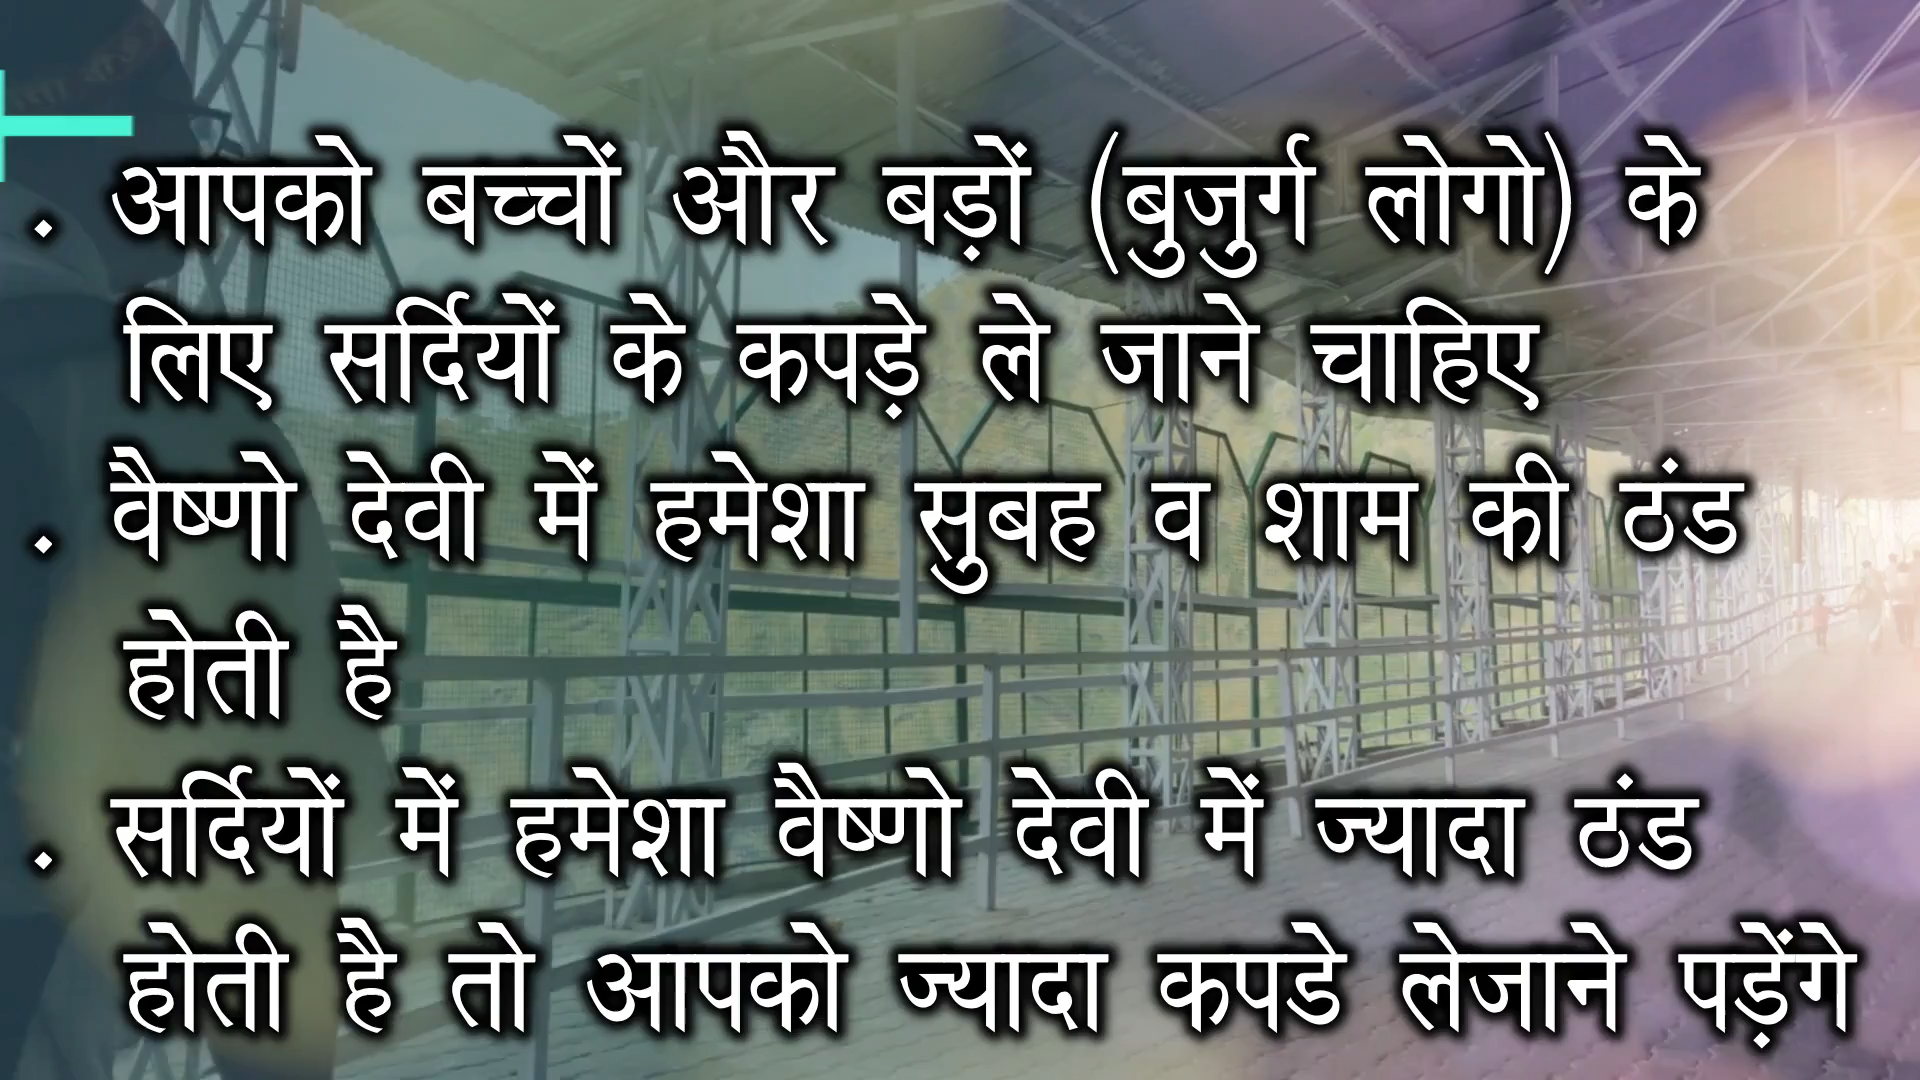 . आपको बच्चों और बड़ों (बुजुर्ग लोगो) के
लिए सर्दियों के कपड़े ले जाने चाहिए
. वैष्णो देवी में हमेशा सुबह व शाम की ठंड
होती है
. सर्दियों में हमेशा वैष्णो देवी में ज्यादा ठंड
होती है तो आपको ज्यादा कपडे लेजाने पड़ेंगे